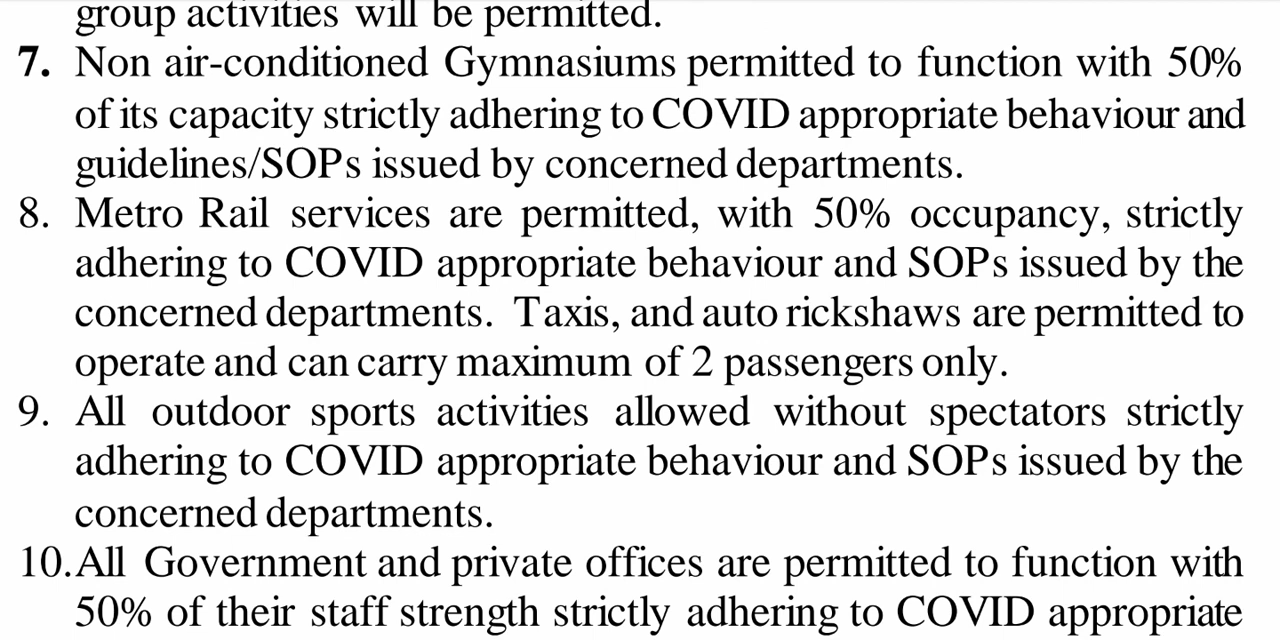 group activities will be permitted.
7. Non air-conditioned Gymnasiums permitted to function with 50%
of its capacity strictly adhering to COVID appropriate behaviour and
guidelines/SOPs issued by concerned departments.
8. Metro Rail services are permitted, with 50% occupancy, strictly
adhering to COVID appropriate behaviour and SOPs issued by the
concerned departments. Taxis, and auto rickshaws are permitted to
operate and can carry maximum of 2 passengers only.
9. All outdoor sports activities allowed without spectators strictly
adhering to COVID appropriate behaviour and SOPs issued by the
concerned departments.
10.All Government and private offices are permitted to function with
50% of their staff strength strictly adhering to COVID appropriate